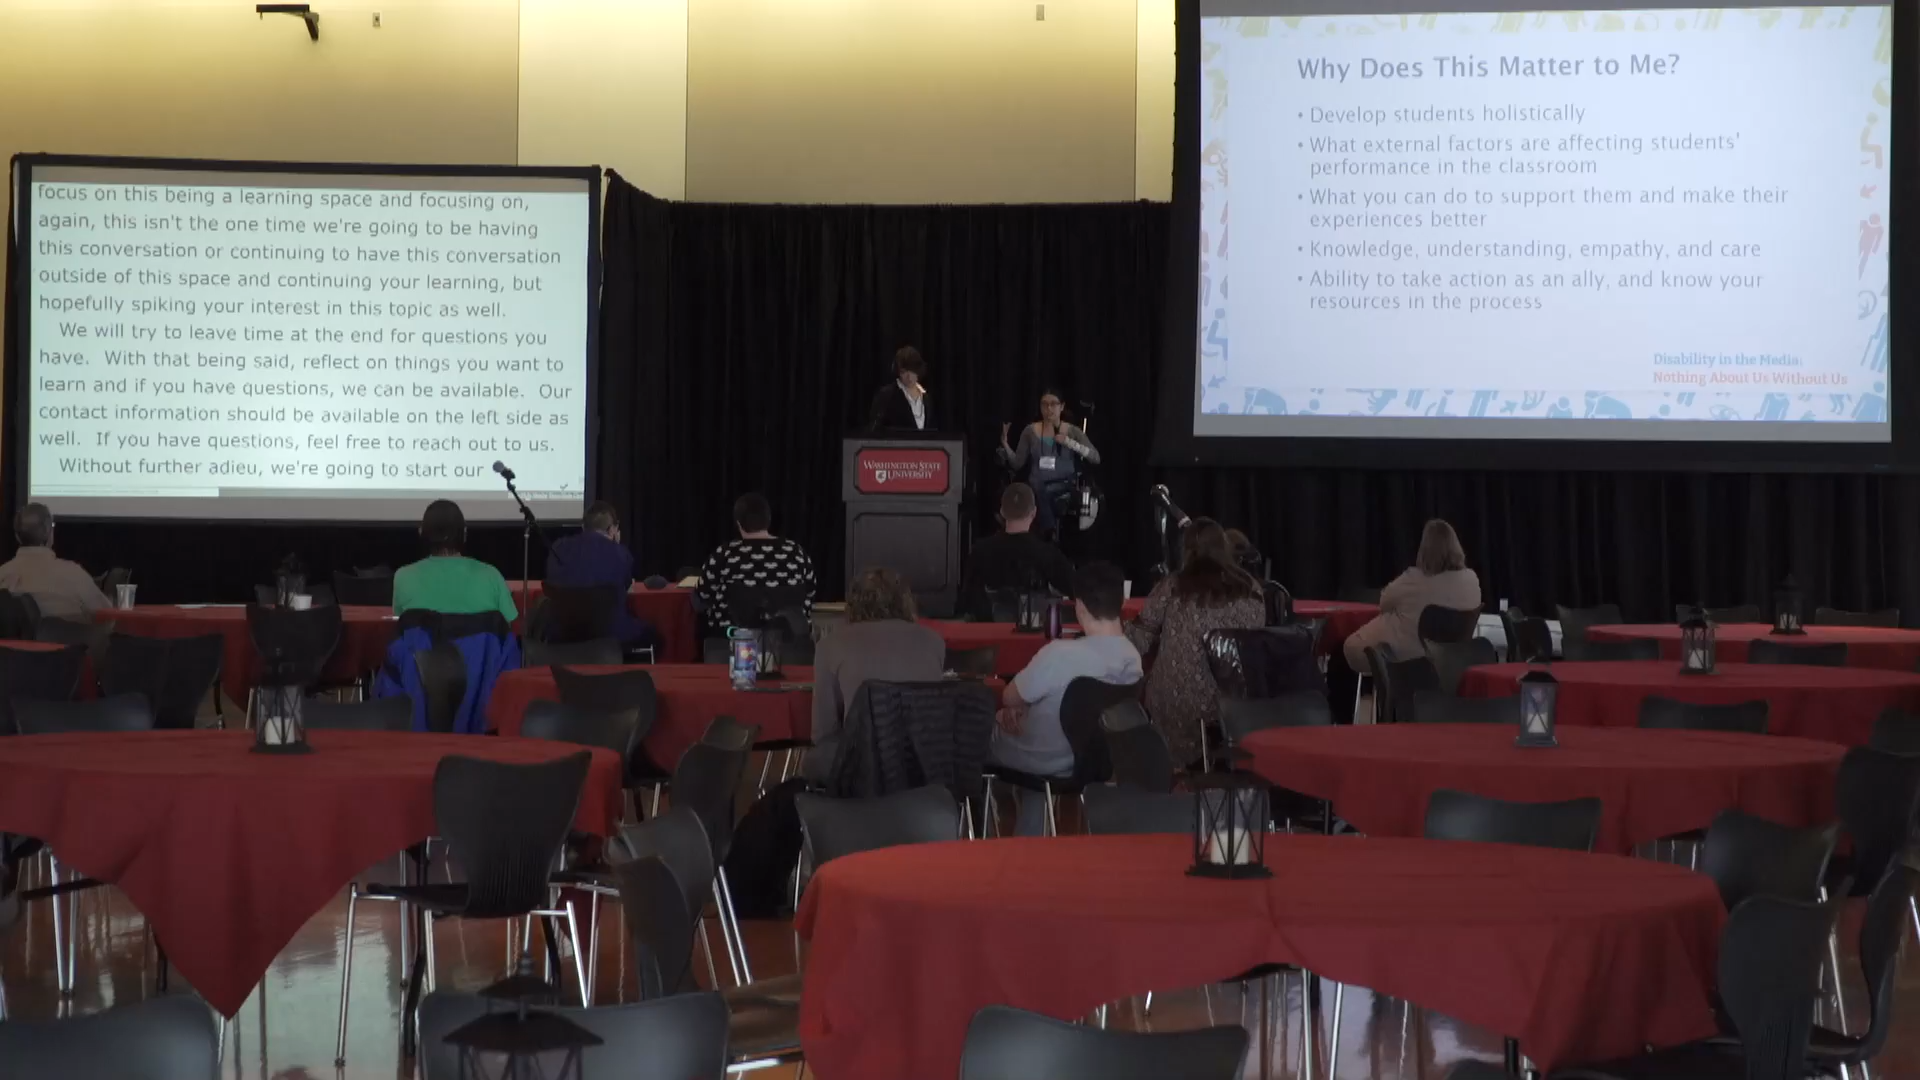 focus on this being a learning space and focusing on,
again, this isn't the one time we're going to be having
this conversation or continuing to have this conversation
outside of this space and continuing your learning, but
hopefully spiking your interest in this topic as well.
We will try to leave time at the end for questions you
have. With that being said, reflect on things you want to
learn and if you have questions, we can be available. Our
contact information should be available on the left side as
well. If you have questions, feel free to reach out to us.
Without further adieu, we're going to start our
WASHINGTON STATE
UNIVERSITY
Why Does This Matter to Me?
• Develop students holistically
• What external factors are affecting students'
performance in the classroom
• What you can do to support them and make their
experiences better
• Knowledge, understanding, empathy, and care
• Ability to take action as an ally, and know your
resources in the process
Disability in the Media:
Nothing About Us Without Us